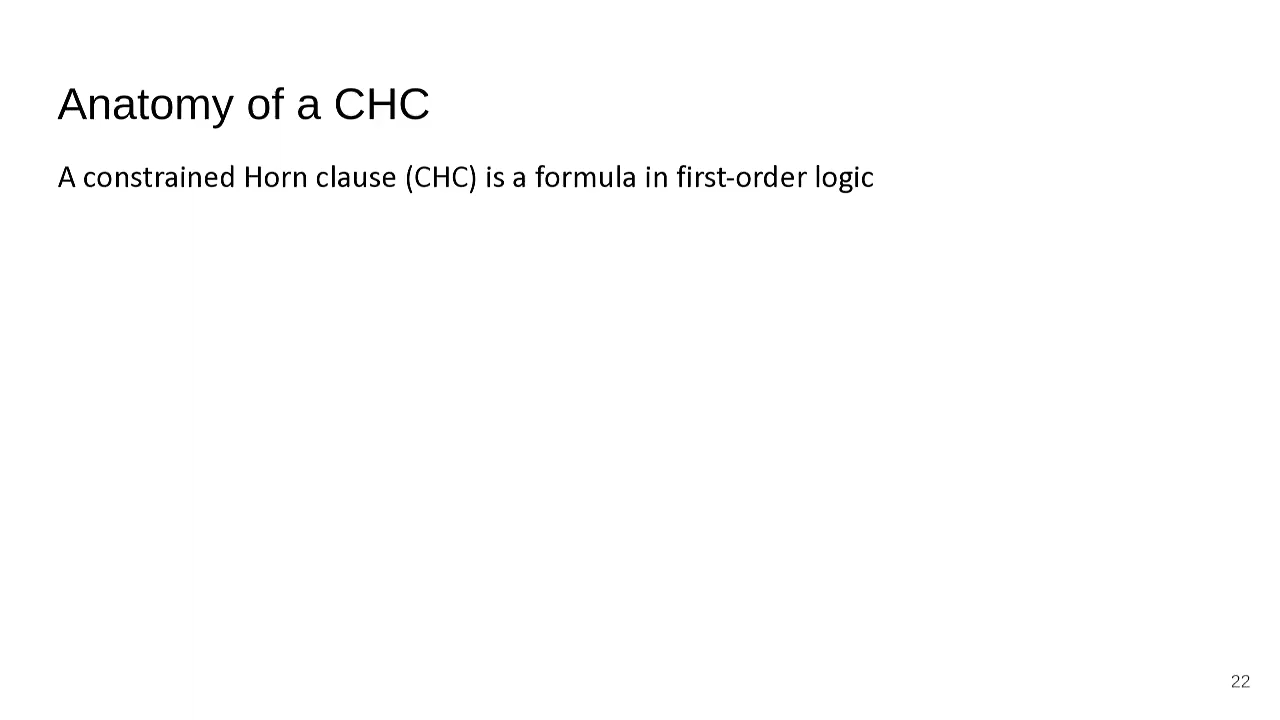 Anatomy of a CHC
A constrained Horn clause (CHC) is a formula in first-order logic
22